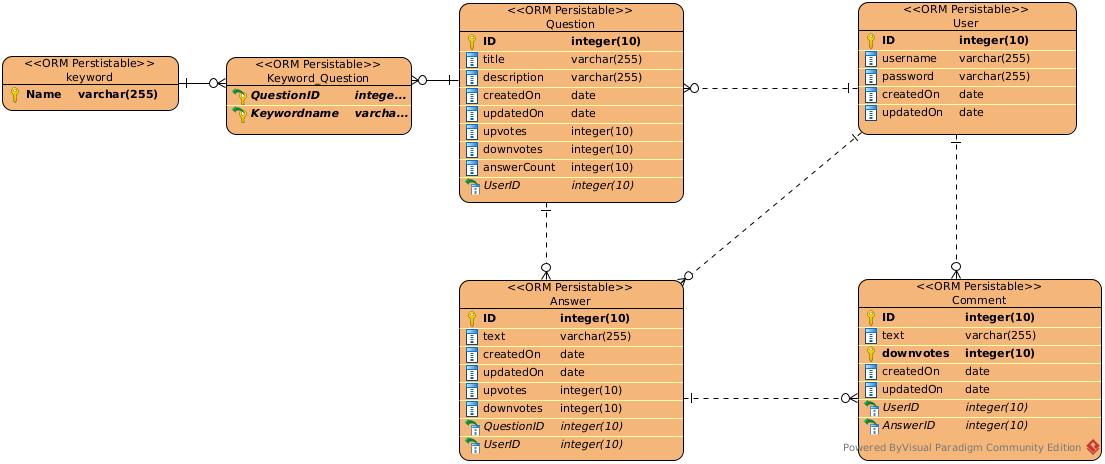 <<ORM Perstistable>>
keyword
Name varchar(255)
<<ORM Persistable>>
Keyword_Question
QuestionID intege...
Keywordname varcha...
<<ORM Persistable>>
Question
ID integer(10)
title varchar(255)
description varchar(255)
createdOn date
updatedOn date
upvotes integer(10)
downvotes integer(10)
answerCount integer(10)
UserID integer(10)
<<ORM Persistable>>
User
ID integer(10)
username varchar(255)
password varchar(255)
createdOn date
updatedOn date
<<ORM Persistable>>
Answer
ID integer(10)
text varchar(255)
createdOn date
updatedOn date
upvotes integer(10)
downvotes integer(10)
QuestionID integer(10)
UserID integer(10)
<<ORM Persistable>>
Comment
ID integer(10)
text varchar(255)
downvotes integer(10)
createdOn date
updatedOn date
UserID integer(10)
AnswerID integer(10)
Powered ByVisual Paradigm Community Edition